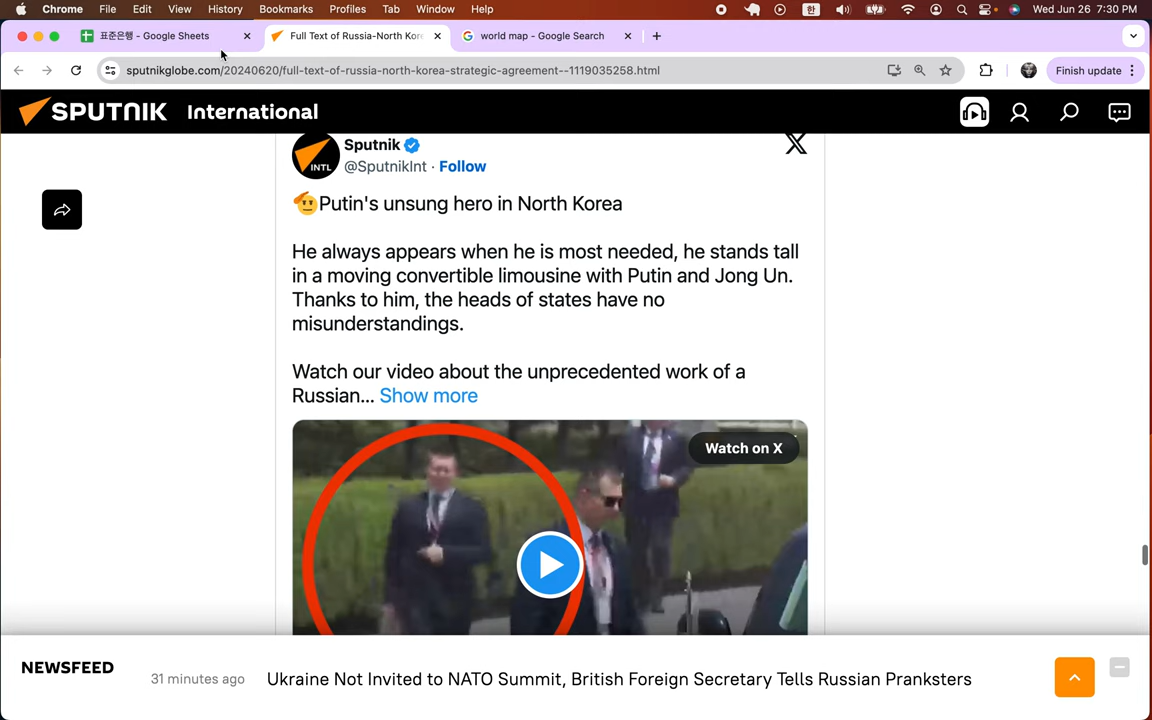 Chrome File Edit View History Bookmarks Profiles Tab Window Help 한 Wed Jun 26 7:30 PM
표준은행 - Google Sheets Full Text of Russia-North Kor world map - Google Search
sputnikglobe.com/20240620/full-text-of-russia-north-korea-strategic-agreement--1119035258.html Finish update
SPUTNIK International
Sputnik
@SputnikInt · Follow
INTL
Putin's unsung hero in North Korea
He always appears when he is most needed, he stands tall
in a moving convertible limousine with Putin and Jong Un.
Thanks to him, the heads of states have no
misunderstandings.
Watch our video about the unprecedented work of a
Russian... Show more
Watch on X
NEWSFEED
31 minutes ago
Ukraine Not Invited to NATO Summit, British Foreign Secretary Tells Russian Pranksters